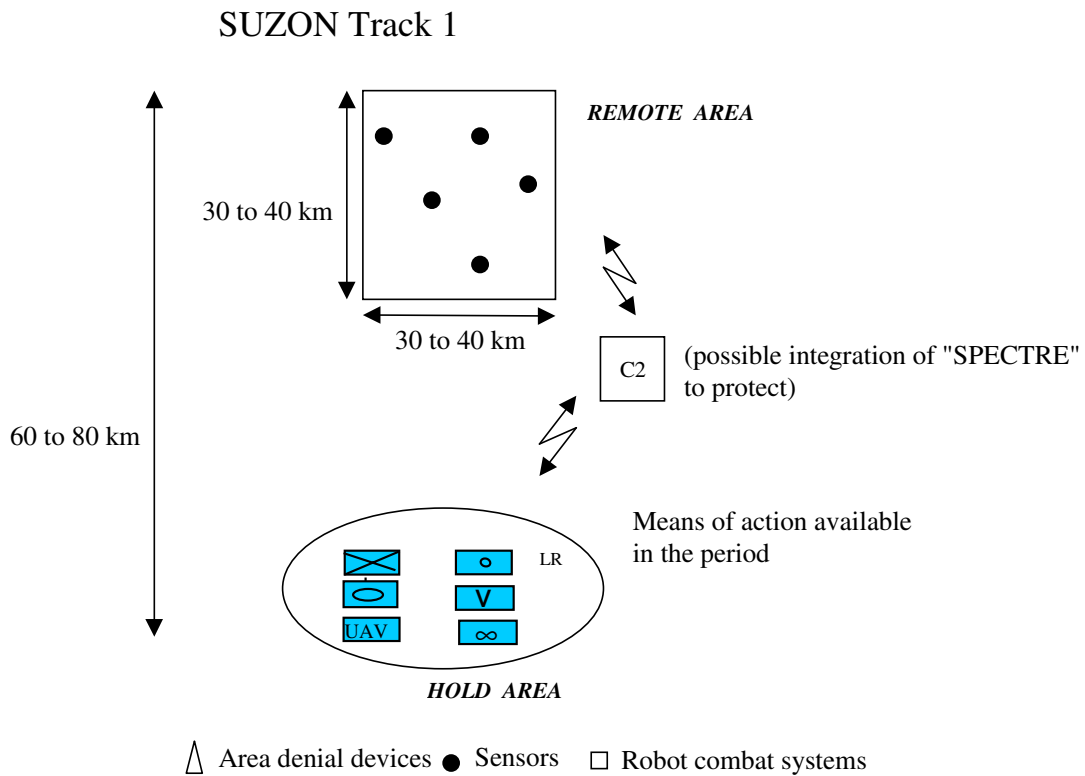 SUZON Track 1
REMOTE AREA
30 to 40 km
30 to 40 km
C2
(possible integration of "SPECTRE"
to protect)
60 to 80 km
Means of action available
in the period
LR
V
UAV
∞
HOLD AREA
Area denial devices
Sensors
Robot combat systems